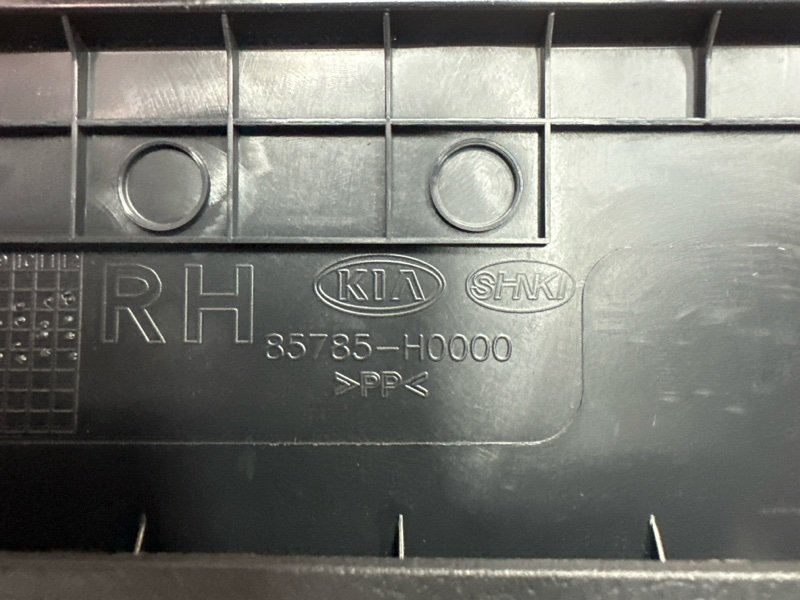 RH KIA SHNKI
85785-H0000
>PP<